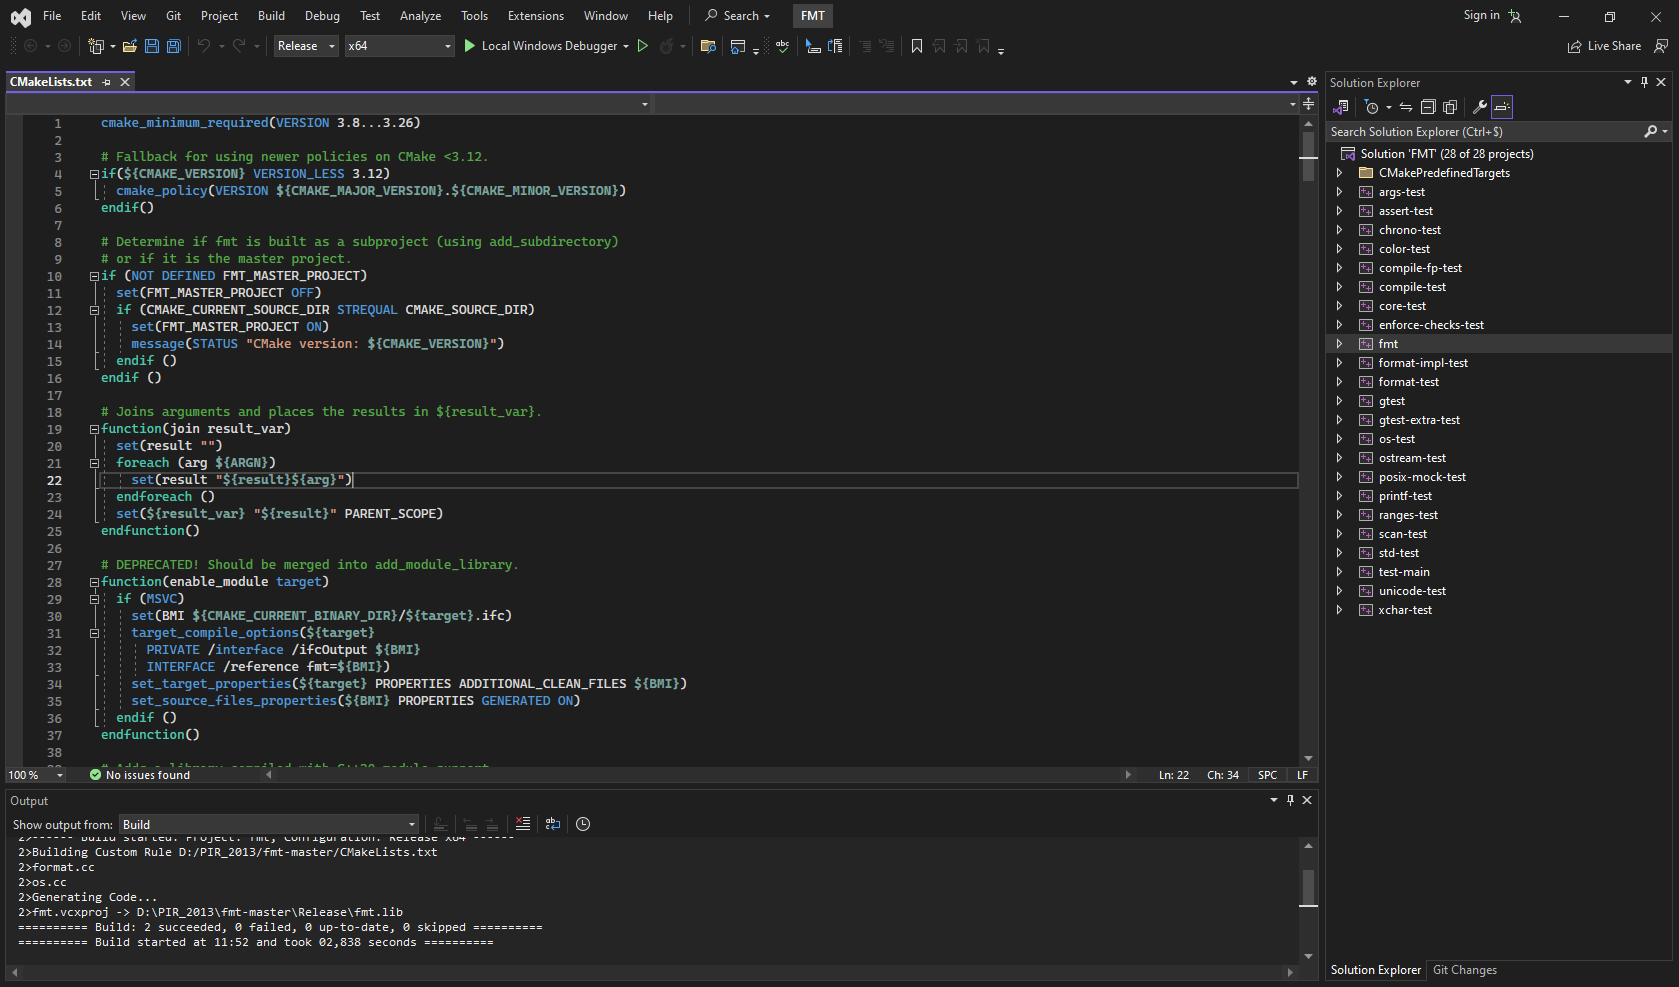 File Edit View Git Project Build Debug Test Analyze Tools Extensions Window Help Search FMT Sign in
Release x64 Local Windows Debugger Live Share
CMakeLists.txt
1 cmake_minimum_required(VERSION 3.8...3.26)
2
3 # Fallback for using newer policies on CMake <3.12.
4 if(${CMAKE_VERSION} VERSION_LESS 3.12)
5 cmake_policy(VERSION ${CMAKE_MAJOR_VERSION}.${CMAKE_MINOR_VERSION})
6 endif()
7
8 # Determine if fmt is built as a subproject (using add_subdirectory)
9 # or if it is the master project.
10 if (NOT DEFINED FMT_MASTER_PROJECT)
11 set(FMT_MASTER_PROJECT OFF)
12 if (CMAKE_CURRENT_SOURCE_DIR STREQUAL CMAKE_SOURCE_DIR)
13 set(FMT_MASTER_PROJECT ON)
14 message(STATUS "CMake version: ${CMAKE_VERSION}")
15 endif ()
16 endif ()
17
18 # Joins arguments and places the results in ${result_var}.
19 function(join result_var)
20 set(result "")
21 foreach (arg ${ARGN})
22 set(result "${result}${arg}")
23 endforeach ()
24 set(${result_var} "${result}" PARENT_SCOPE)
25 endfunction()
26
27 # DEPRECATED! Should be merged into add_module_library.
28 function(enable_module target)
29 if (MSVC)
30 set(BMI ${CMAKE_CURRENT_BINARY_DIR}/${target}.ifc)
31 target_compile_options(${target}
32 PRIVATE /interface /ifcOutput ${BMI}
33 INTERFACE /reference fmt=${BMI})
34 set_target_properties(${target} PROPERTIES ADDITIONAL_CLEAN_FILES ${BMI})
35 set_source_files_properties(${BMI} PROPERTIES GENERATED ON)
36 endif ()
37 endfunction()
38
# Adds a library compiled with C++20 module support.
100 % No issues found Ln: 22 Ch: 34 SPC LF
Output
Show output from: Build
2>------ Build started: Project: fmt, Configuration: Release x64 ------
2>Building Custom Rule D:/PIR_2013/fmt-master/CMakeLists.txt
2>format.cc
2>os.cc
2>Generating Code...
2>fmt.vcxproj -> D:\PIR_2013\fmt-master\Release\fmt.lib
========== Build: 2 succeeded, 0 failed, 0 up-to-date, 0 skipped ==========
========== Build started at 11:52 and took 02,838 seconds ==========
Solution Explorer
Search Solution Explorer (Ctrl+$)
Solution 'FMT' (28 of 28 projects)
CMakePredefinedTargets
args-test
assert-test
chrono-test
color-test
compile-fp-test
compile-test
core-test
enforce-checks-test
fmt
format-impl-test
format-test
gtest
gtest-extra-test
os-test
ostream-test
posix-mock-test
printf-test
ranges-test
scan-test
std-test
test-main
unicode-test
xchar-test
Solution Explorer Git Changes